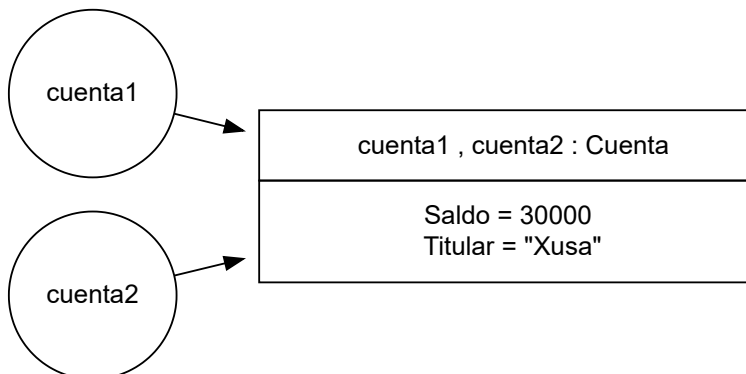 cuenta1
cuenta1 , cuenta2 : Cuenta
Saldo = 30000
Titular = "Xusa"
cuenta2